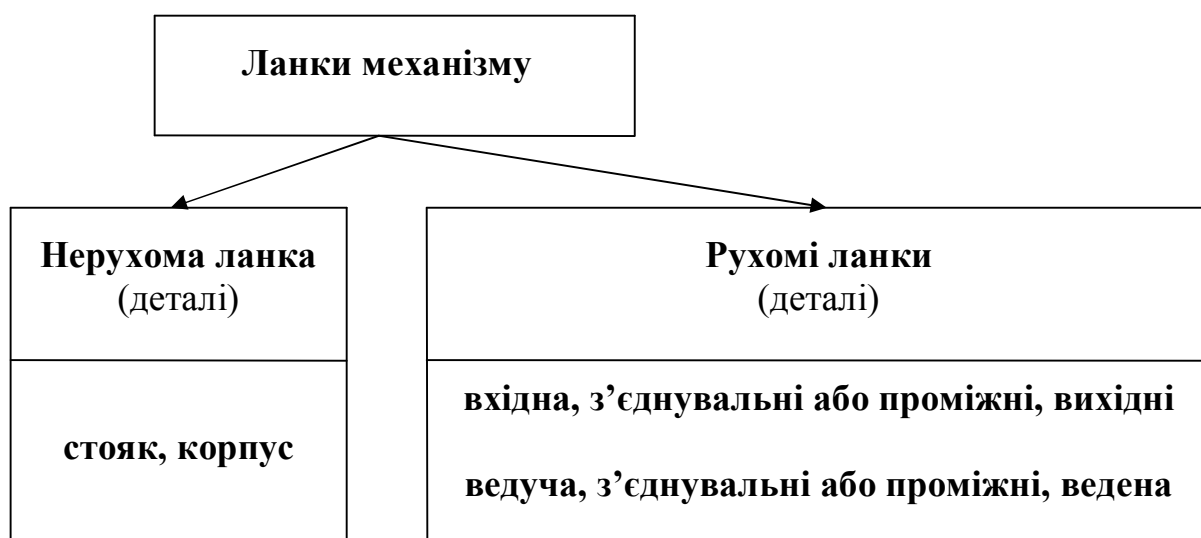 Ланки механізму
Нерухома ланка
(деталі)
стояк, корпус
Рухомі ланки
(деталі)
вхідна, з’єднувальні або проміжні, вихідні
ведуча, з’єднувальні або проміжні, ведена